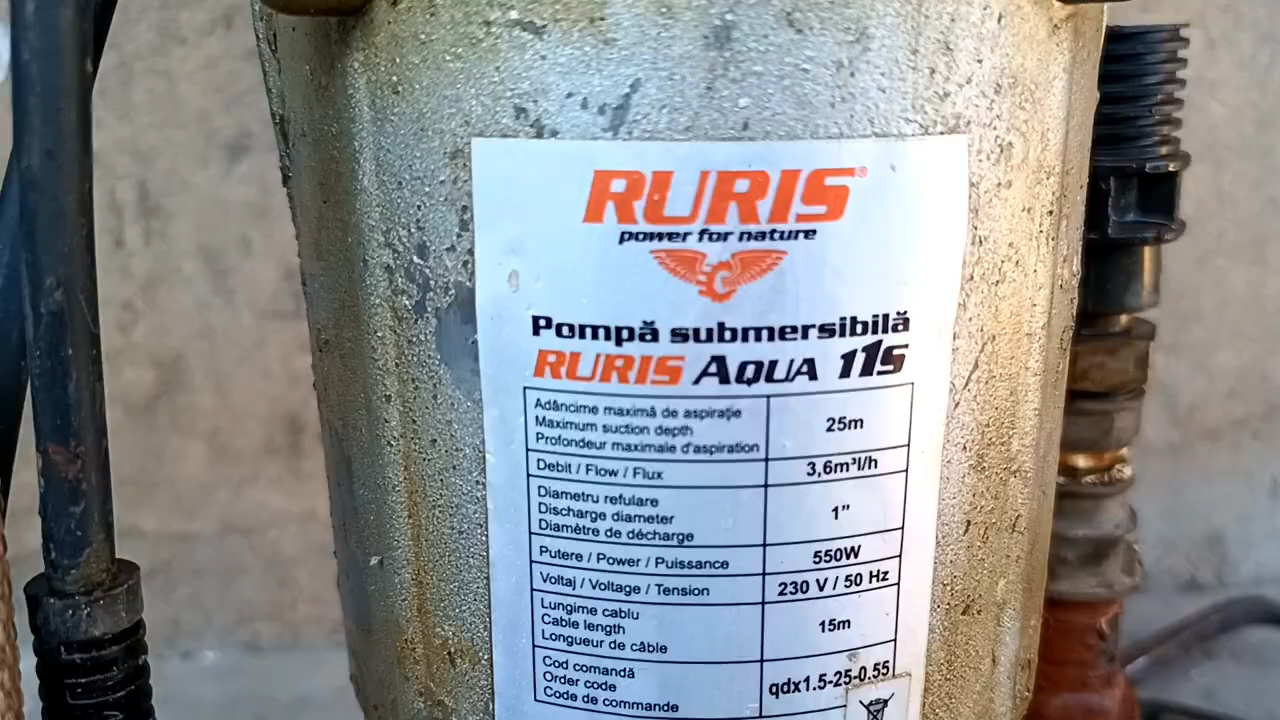 RURIS®
power for nature
Pompă submersibilă
RURIS AQUA 11s
Adâncime maximă de aspirație
Maximum suction depth
Profondeur maximale d'aspiration
25m
Debit / Flow / Flux
3,6m³l/h
Diametru refulare
Discharge diameter
Diamètre de décharge
1”
Putere / Power / Puissance
550W
Voltaj / Voltage / Tension
230 V / 50 Hz
Lungime cablu
Cable length
Longueur de câble
15m
Cod comandă
Order code
Code de commande
qdx1.5-25-0.55